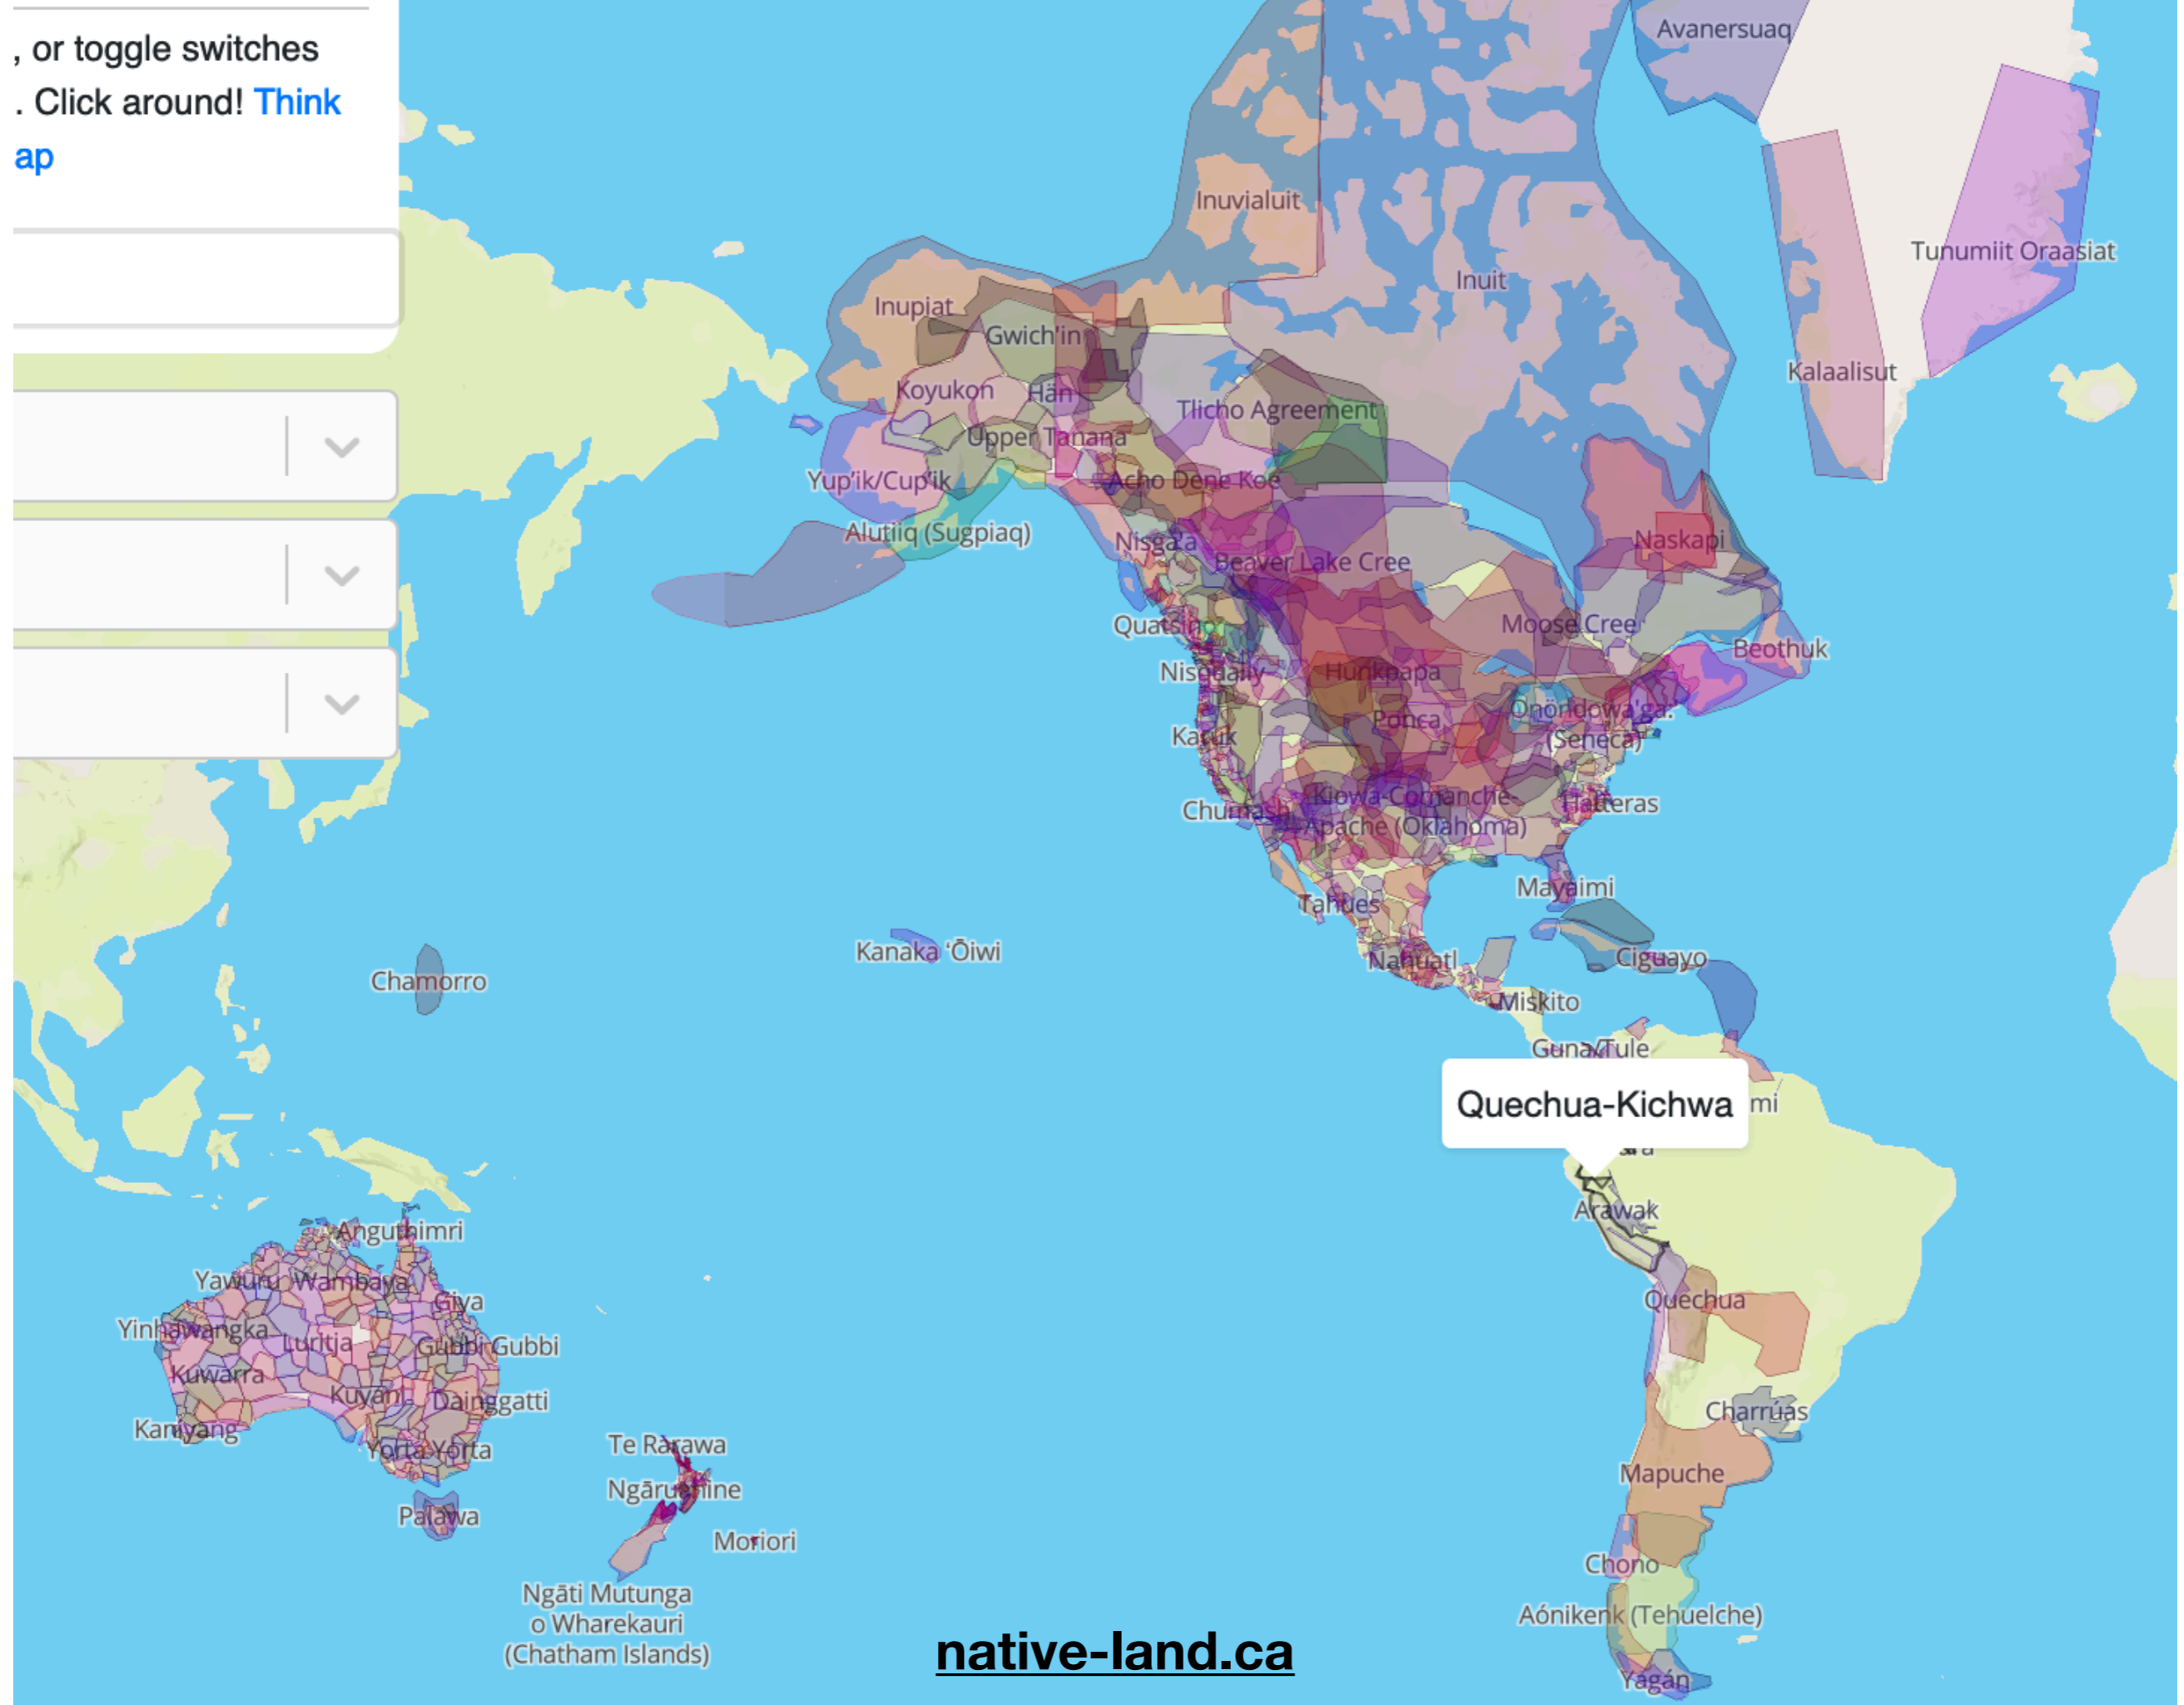 , or toggle switches
. Click around! Think
ap
Avanersuaq
Inuvialuit
Tunumiit Oraasiat
Inuit
Inupiat
Gwich'in
Kalaalisut
Koyukon
Hän
Tlicho Agreement
Upper Tanana
Yup'ik/Cup'ik
Acho Dene Koe
Alutiiq (Sugpiaq)
Nisga'a
Naskapi
Beaver Lake Cree
Quatsino
Moose Cree
Beothuk
Nisqually
Hunkpapa
Onöndowa'ga:
(Seneca)
Ponca
Karuk
Chumash
Kiowa-Comanche-
Apache (Oklahoma)
Hatteras
Mayaimi
Tahues
Kanaka ʻŌiwi
Nahuatl
Ciguayo
Chamorro
Miskito
Guna/Tule
Quechua-Kichwa
mi
Arawak
Anguthimri
Yawuru
Wambaya
Giya
Quechua
Yinhawangka
Luritja
Gubbi Gubbi
Kuwarra
Kuyani
Dainggatti
Charrúas
Kaniyang
Yorta Yorta
Te Rarawa
Mapuche
Ngāruahine
Palawa
Moriori
Chono
Ngāti Mutunga
o Wharekauri
(Chatham Islands)
Aónikenk (Tehuelche)
native-land.ca
Yagán